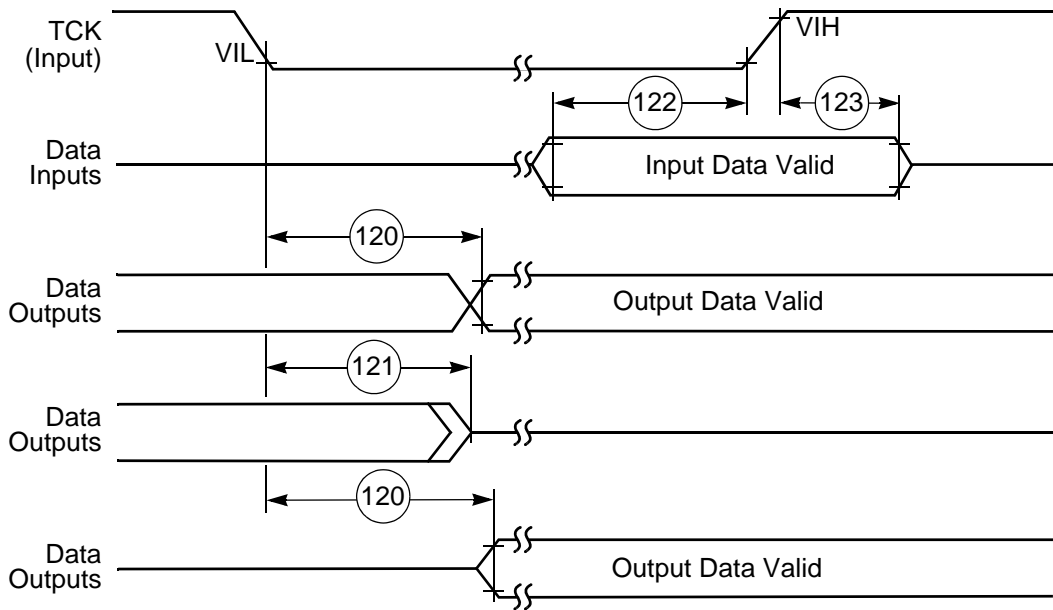 TCK
(Input)
VIL
VIH
122
123
Data
Inputs
Input Data Valid
120
Data
Outputs
Output Data Valid
121
Data
Outputs
120
Data
Outputs
Output Data Valid